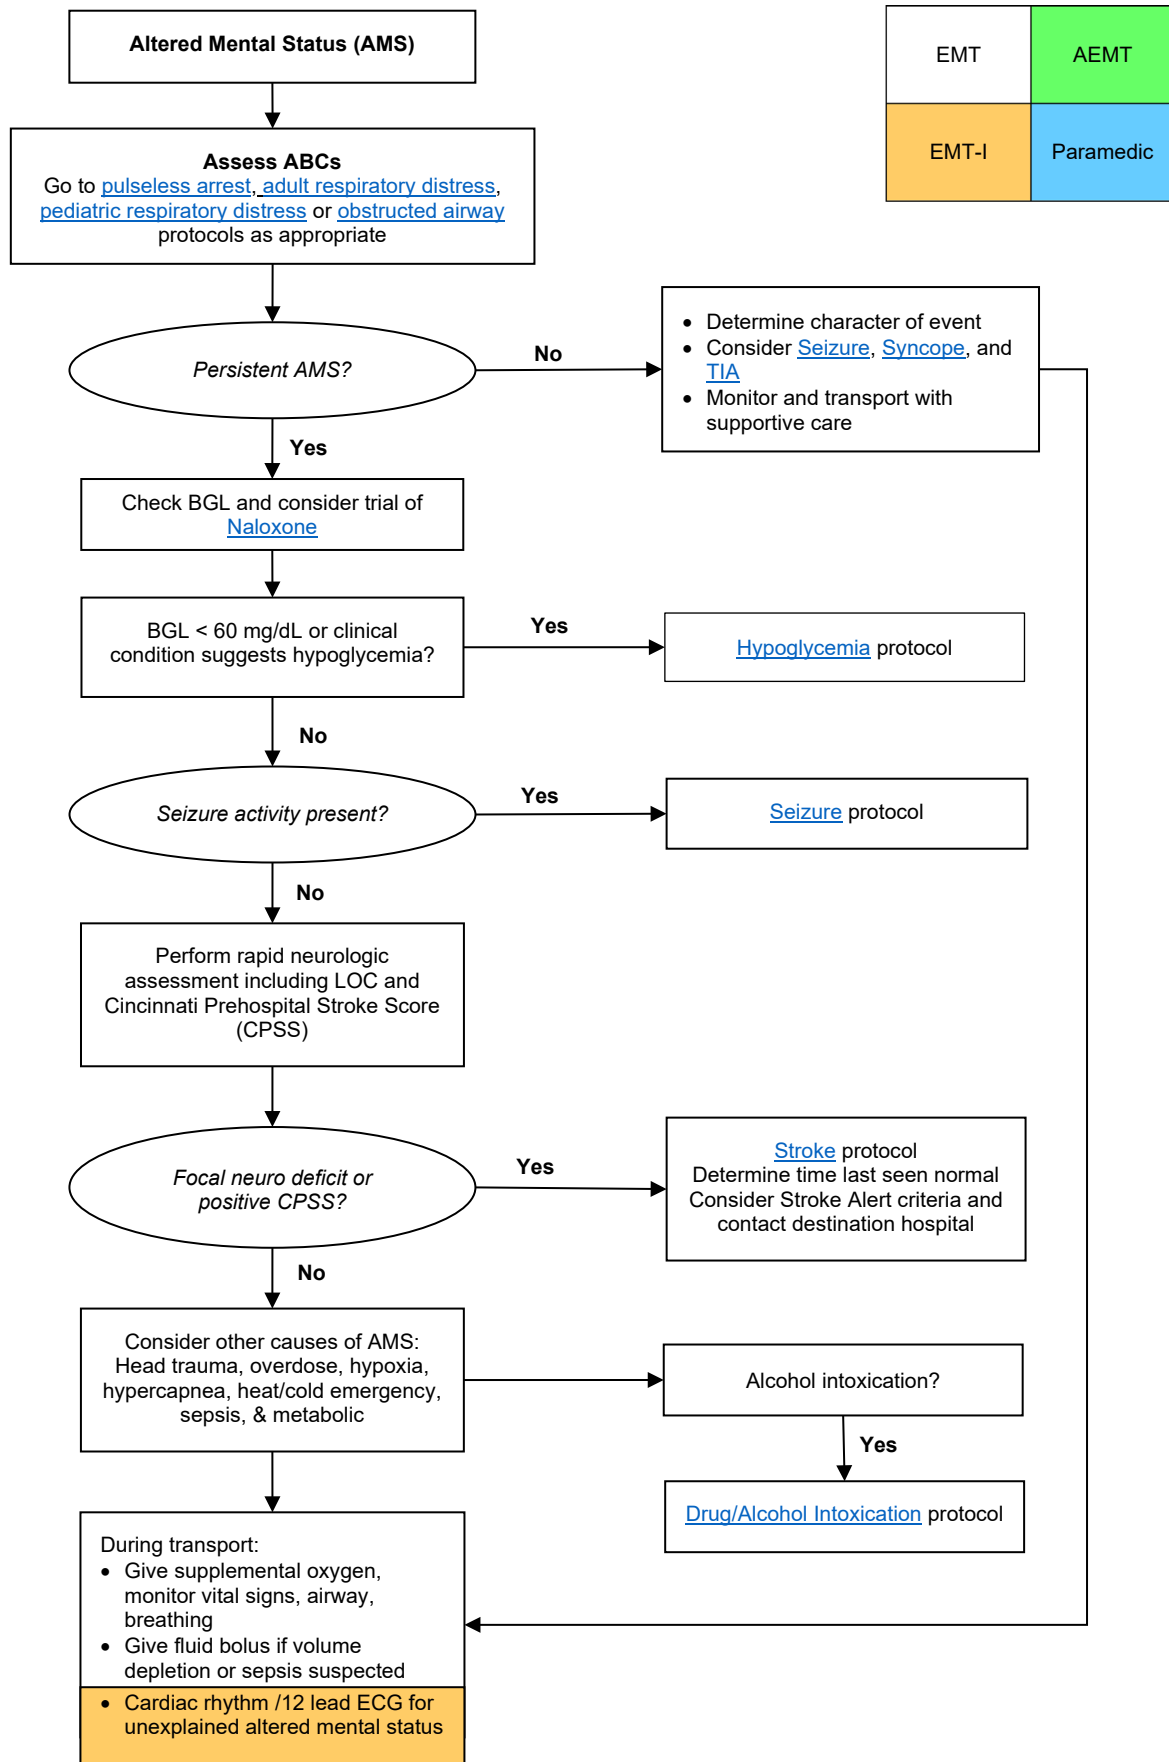 Altered Mental Status (AMS)
EMT
AEMT
EMT-I
Paramedic
Assess ABCs
Go to pulseless arrest, adult respiratory distress,
pediatric respiratory distress or obstructed airway
protocols as appropriate
Persistent AMS?
No
• Determine character of event
• Consider Seizure, Syncope, and
TIA
• Monitor and transport with
supportive care
Yes
Check BGL and consider trial of
Naloxone
BGL < 60 mg/dL or clinical
condition suggests hypoglycemia?
Yes
Hypoglycemia protocol
No
Seizure activity present?
Yes
Seizure protocol
No
Perform rapid neurologic
assessment including LOC and
Cincinnati Prehospital Stroke Score
(CPSS)
Focal neuro deficit or
positive CPSS?
Yes
Stroke protocol
Determine time last seen normal
Consider Stroke Alert criteria and
contact destination hospital
No
Consider other causes of AMS:
Head trauma, overdose, hypoxia,
hypercapnea, heat/cold emergency,
sepsis, & metabolic
Alcohol intoxication?
Yes
Drug/Alcohol Intoxication protocol
During transport:
• Give supplemental oxygen,
monitor vital signs, airway,
breathing
• Give fluid bolus if volume
depletion or sepsis suspected
• Cardiac rhythm /12 lead ECG for
unexplained altered mental status